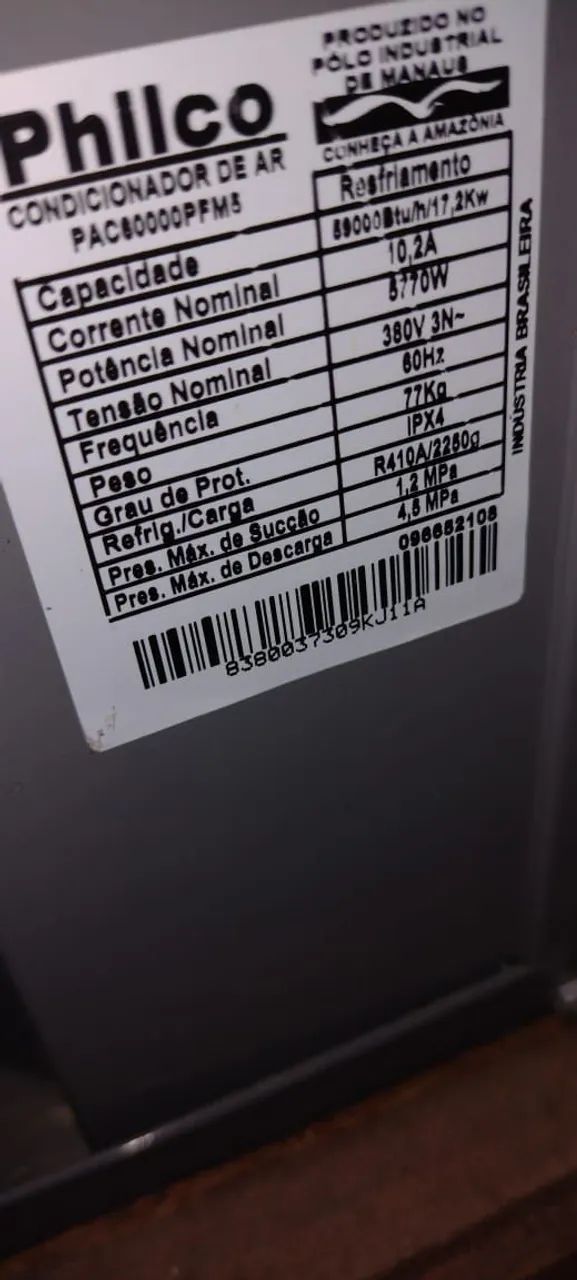 Philco
CONDICIONADOR DE AR
PAC60000PFM5
PRODUZIDO NO
PÓLO INDUSTRIAL
DE MANAUS
CONHEÇA A AMAZÔNIA
Resfriamento
Capacidade 59000Btu/h/17,2Kw
Corrente Nominal 10,2A
Potência Nominal 5770W
Tensão Nominal 380V 3N~
Frequência 60Hz
Peso 77Kg
Grau de Prot. IPX4
Refrig./Carga R410A/2250g
Pres. Máx. de Sucção 1,2 MPa
Pres. Máx. de Descarga 4,5 MPa
096652105
8380037309KJ11A
INDÚSTRIA BRASILEIRA